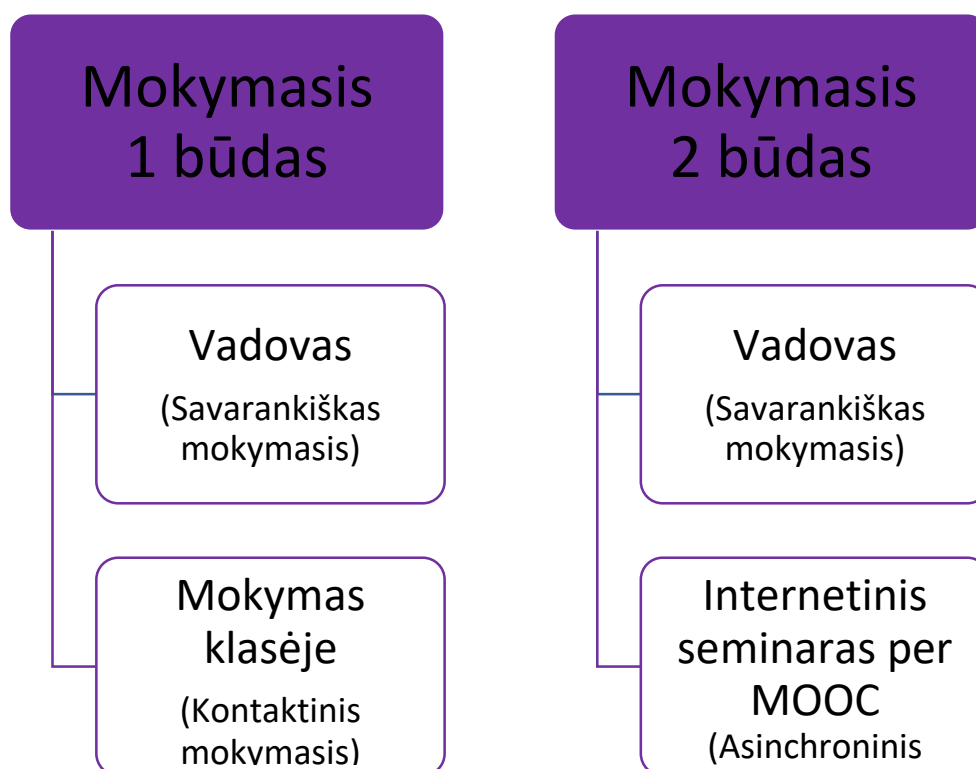 Mokymasis
1 būdas
Vadovas
(Savarankiškas
mokymasis)
Mokymas
klasėje
(Kontaktinis
mokymasis)
Mokymasis
2 būdas
Vadovas
(Savarankiškas
mokymasis)
Internetinis
seminaras per
MOOC
(Asinchroninis